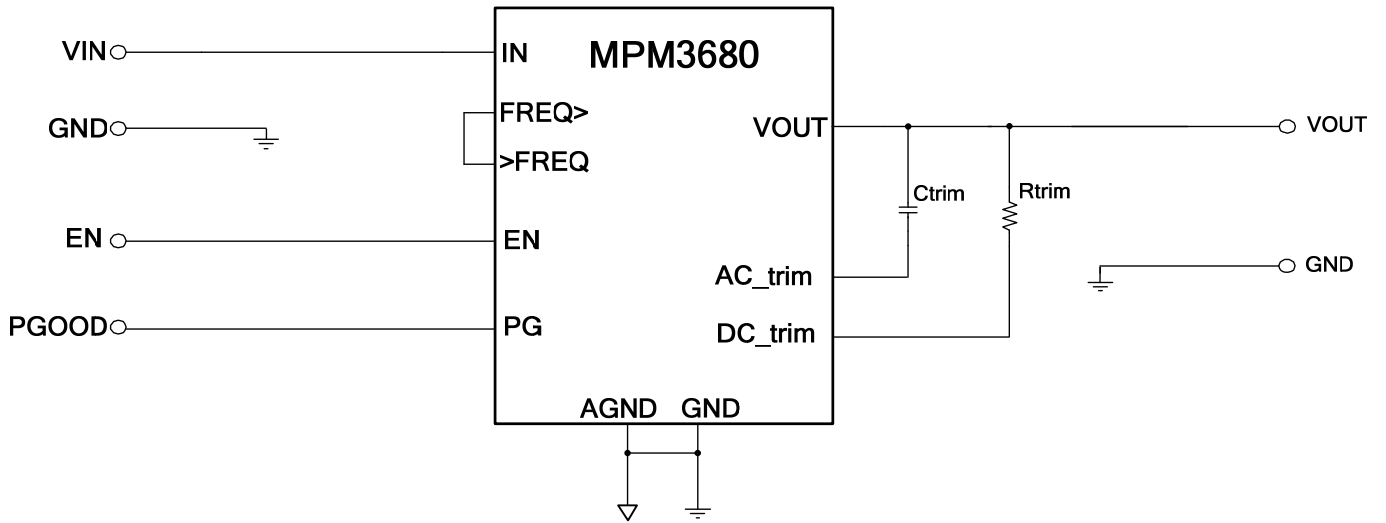 VIN
IN
MPM3680
FREQ>
GND
VOUT
VOUT
>FREQ
Ctrim
Rtrim
EN
EN
AC_trim
GND
PGOOD
PG
DC_trim
AGND
GND